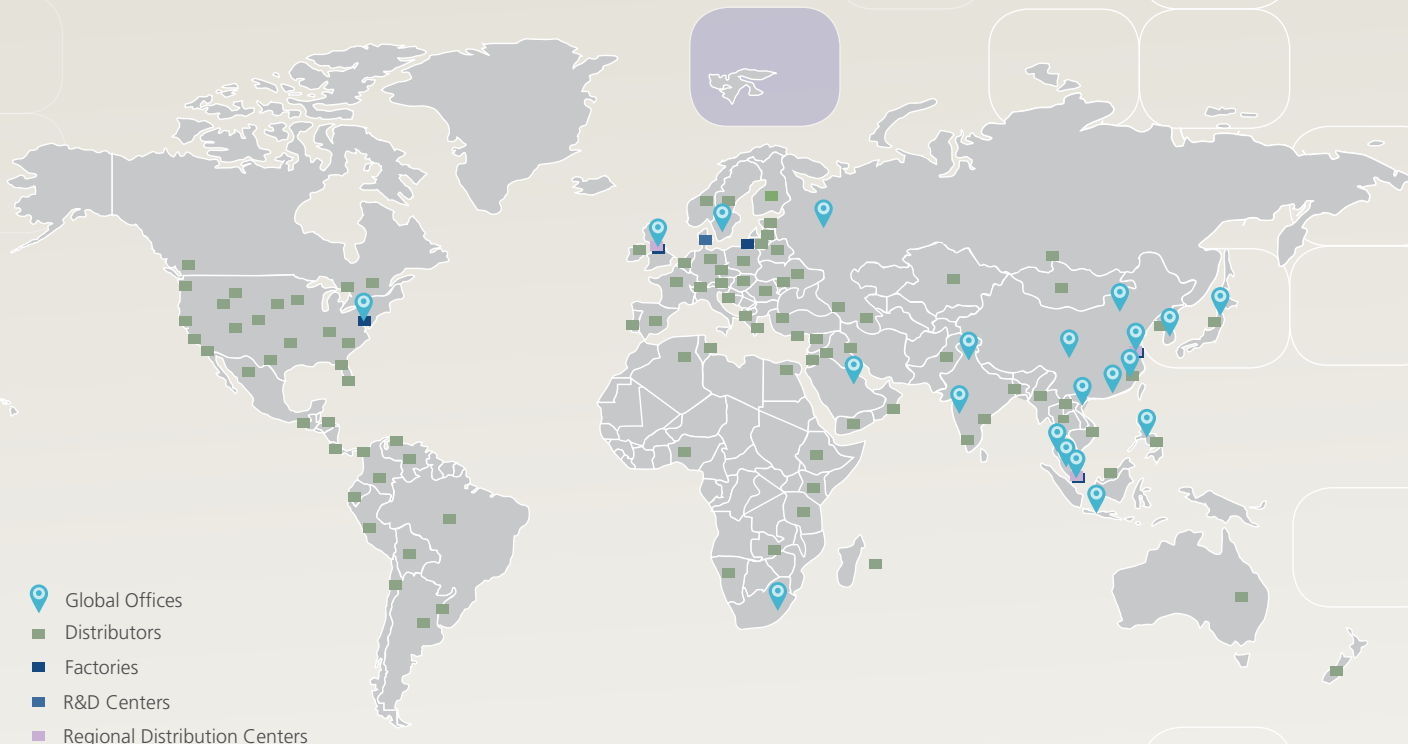 Global Offices
Distributors
Factories
R&D Centers
Regional Distribution Centers